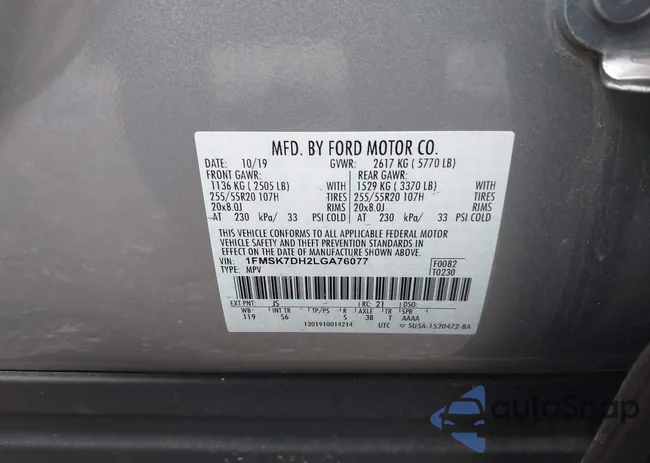 MFD. BY FORD MOTOR CO.
DATE: 10/19 GVWR: 2617 KG ( 5770 LB)
FRONT GAWR: REAR GAWR:
1136 KG ( 2505 LB) WITH 1529 KG ( 3370 LB) WITH
255/55R20 107H TIRES 255/55R20 107H TIRES
20x8.0J RIMS 20x8.0J RIMS
AT 230 kPa/ 33 PSI COLD AT 230 kPa/ 33 PSI COLD
THIS VEHICLE CONFORMS TO ALL APPLICABLE FEDERAL MOTOR
VEHICLE SAFETY AND THEFT PREVENTION STANDARDS IN
EFFECT ON THE DATE OF MANUFACTURE SHOWN ABOVE.
VIN: 1FMSK7DH2LGA76077 F0082
TYPE: MPV T0230
EXT PNT: JS RC: 21 DSO:
WB INT TR TP/PS R AXLE TR SPR
119 S6 S 3B T AAAA
1201910014214 UTC 5U5A-1520472-BA
autoSnap